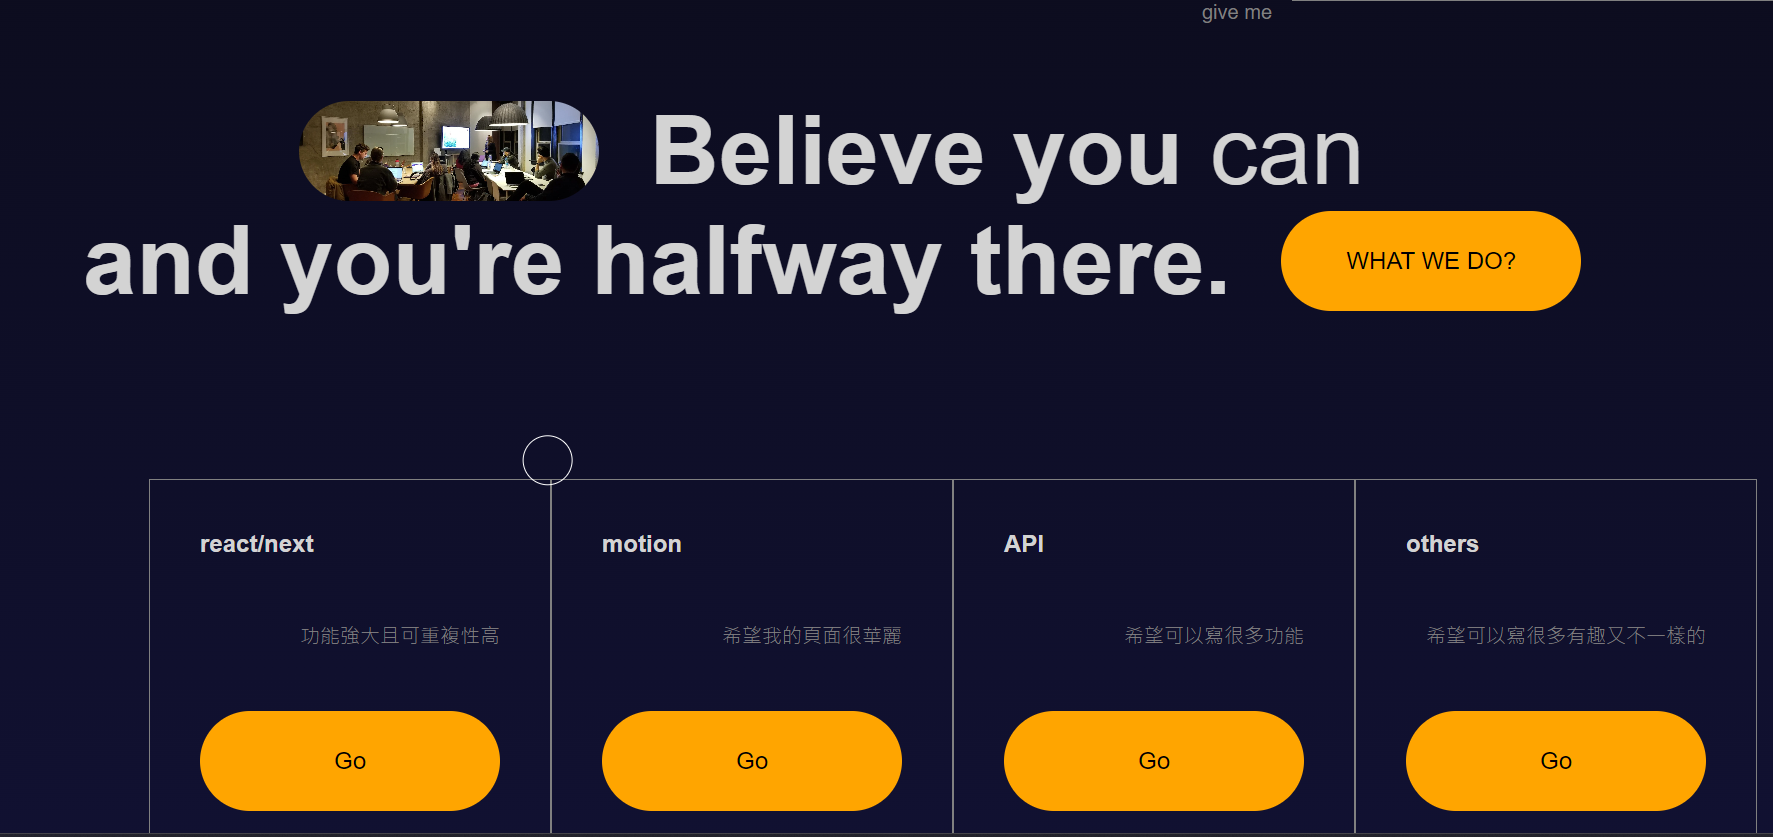 give me
Believe you can
and you're halfway there.
WHAT WE DO?
react/next
功能強大且可重複性高
Go
motion
希望我的頁面很華麗
Go
API
希望可以寫很多功能
Go
others
希望可以寫很多有趣又不一樣的
Go